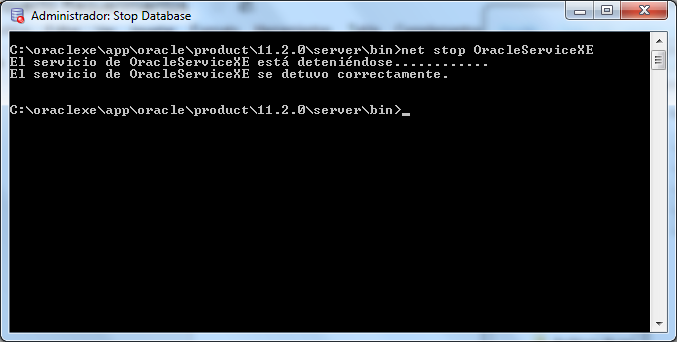 Administrador: Stop Database
C:\oraclexe\app\oracle\product\11.2.0\server\bin>net stop OracleServiceXE
El servicio de OracleServiceXE está deteniéndose............
El servicio de OracleServiceXE se detuvo correctamente.
C:\oraclexe\app\oracle\product\11.2.0\server\bin>_